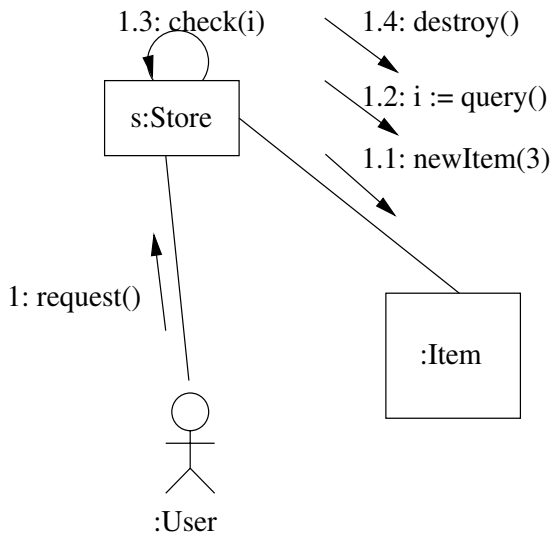 1.3: check(i)
1.4: destroy()
1.2: i := query()
s:Store
1.1: newItem(3)
1: request()
:Item
:User